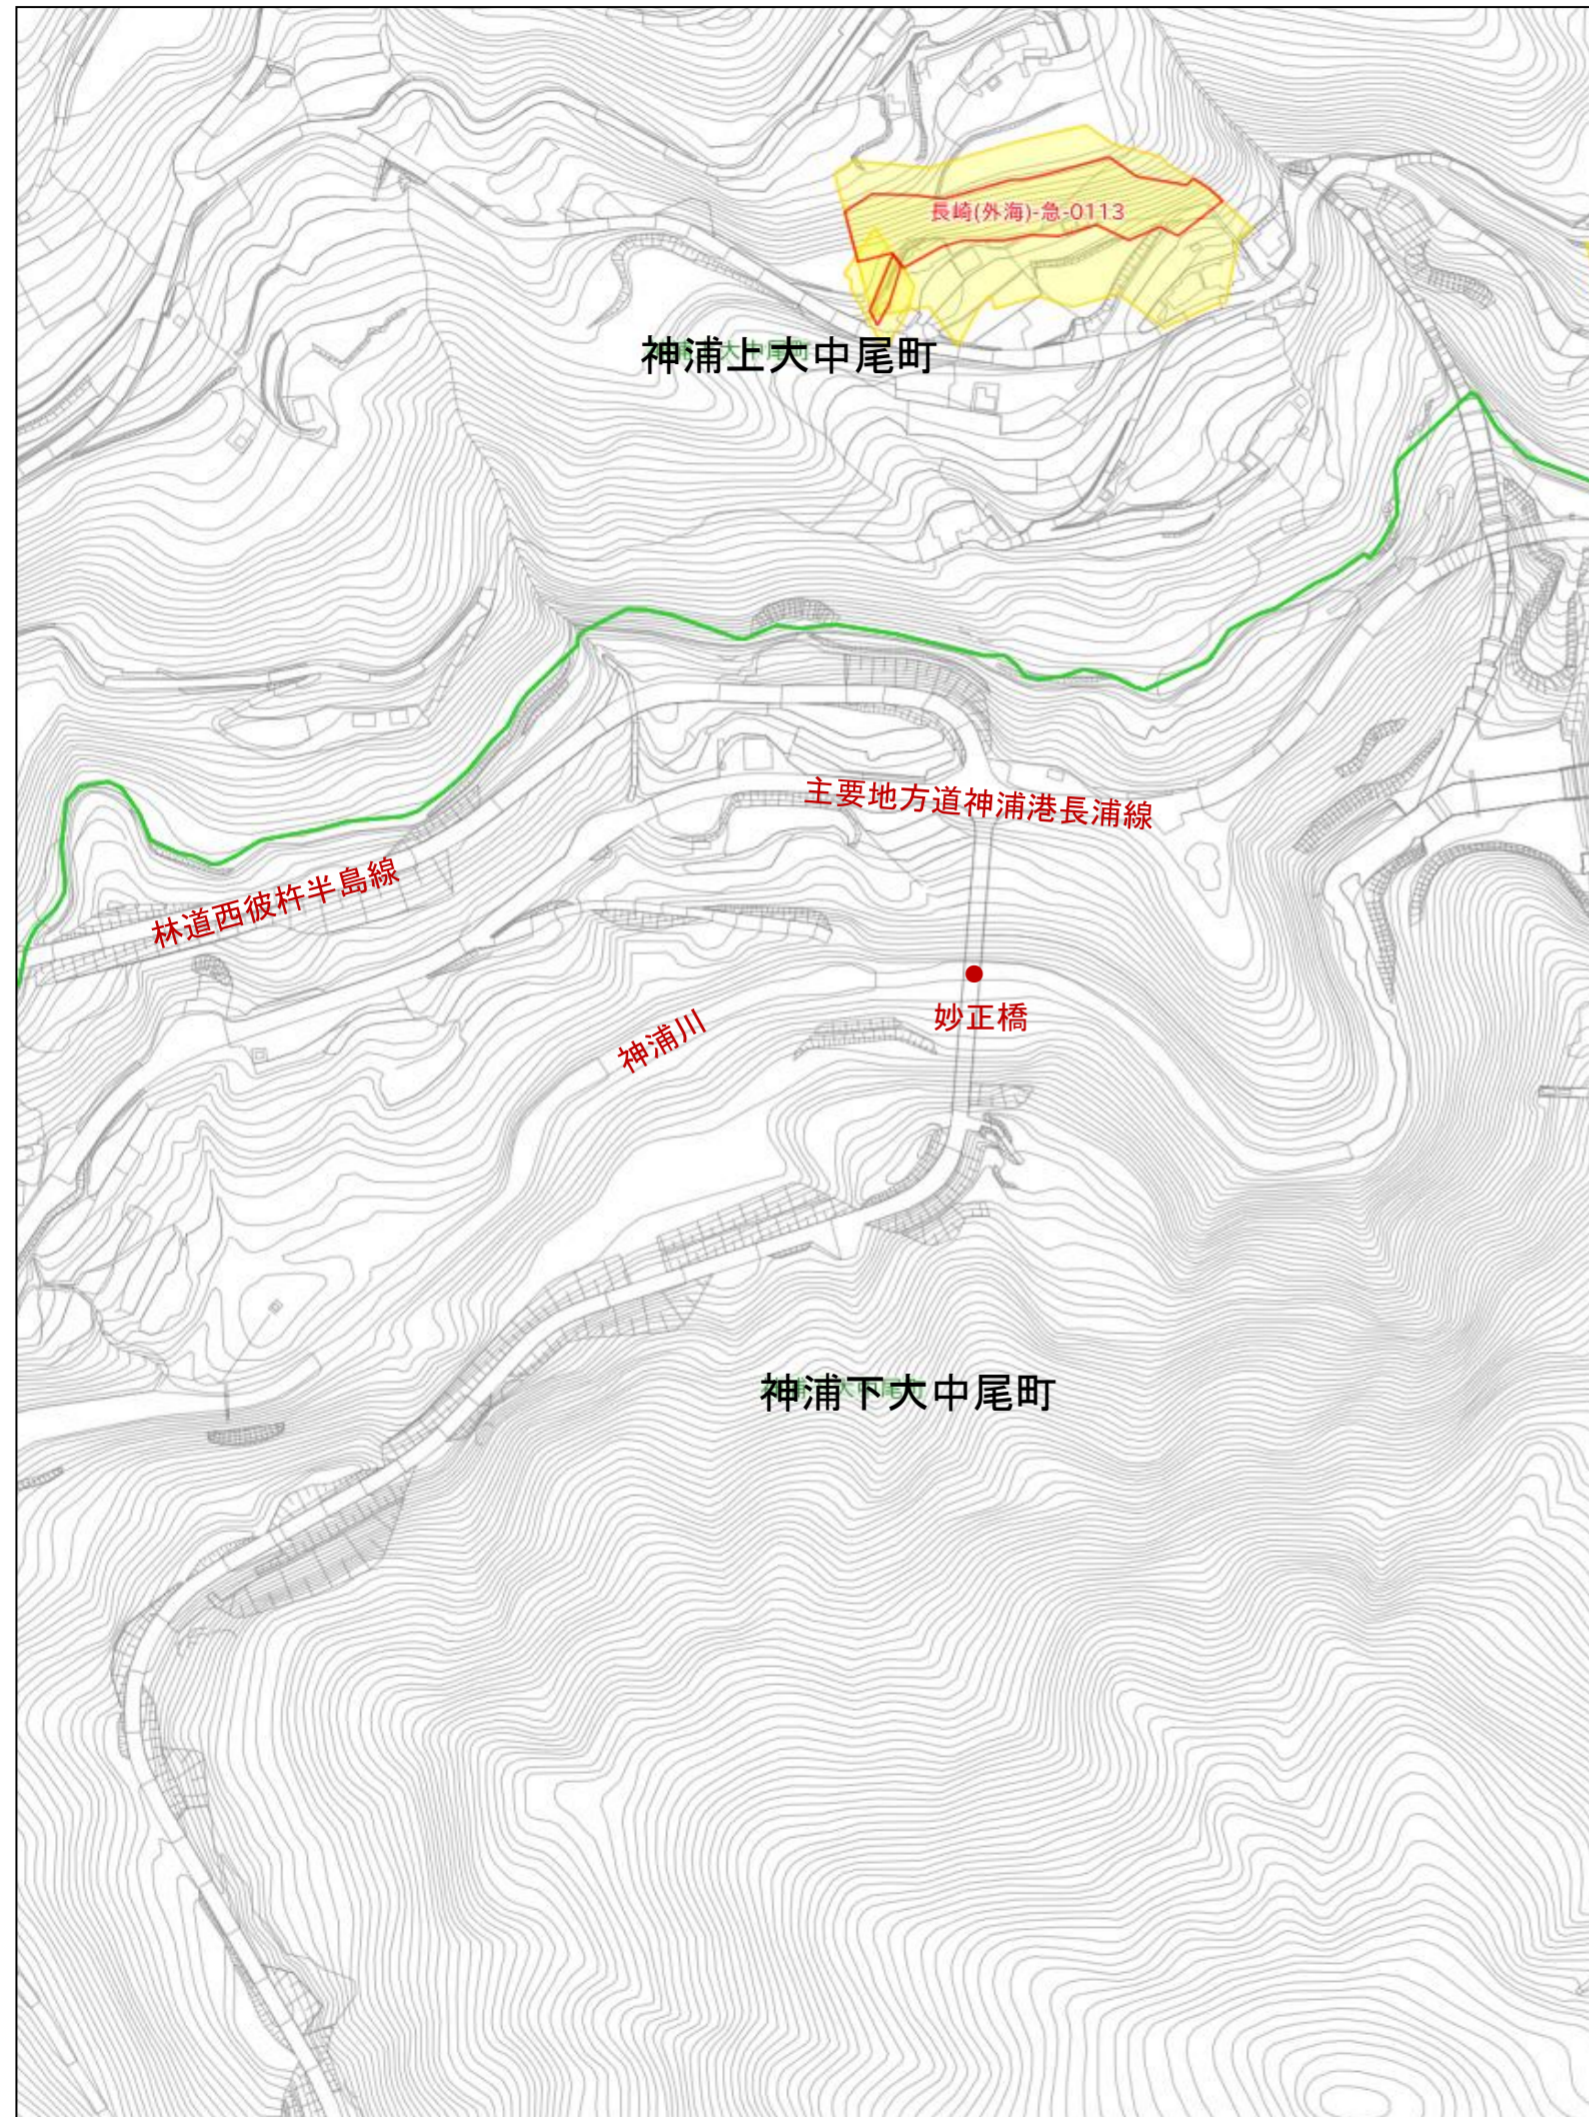 長崎(外海)-急-0113
神浦上大中尾町
主要地方道神浦港長浦線
林道西彼杵半島線
妙正橋
神浦川
神浦下大中尾町